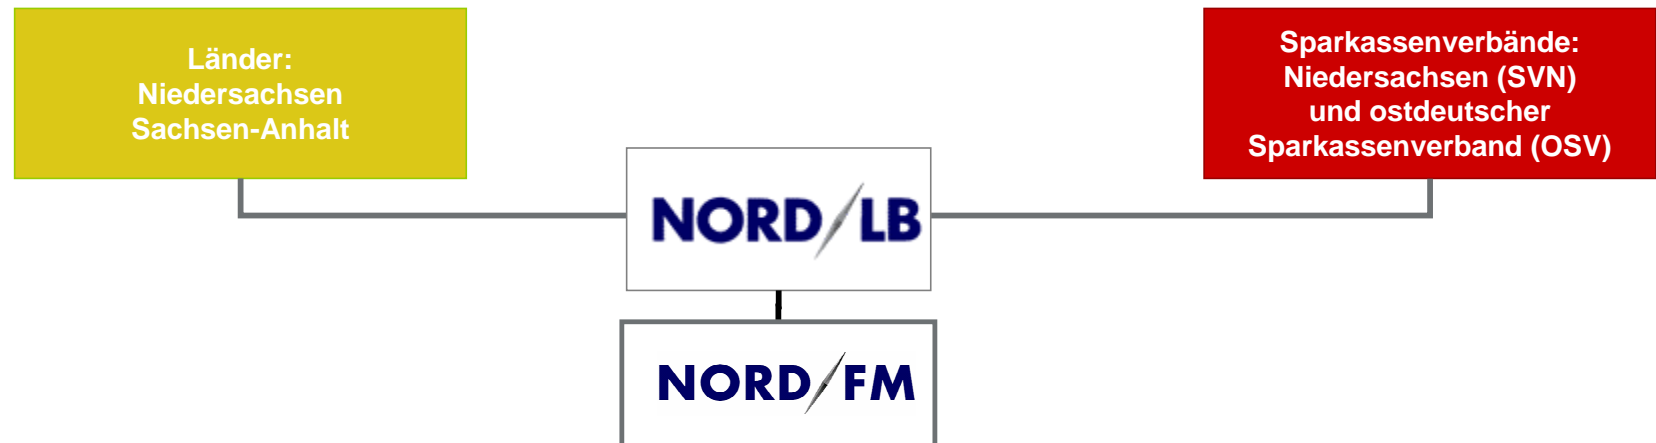 Länder:
Niedersachsen
Sachsen-Anhalt
Sparkassenverbände:
Niedersachsen (SVN)
und ostdeutscher
Sparkassenverband (OSV)
NORD/LB
NORD/FM